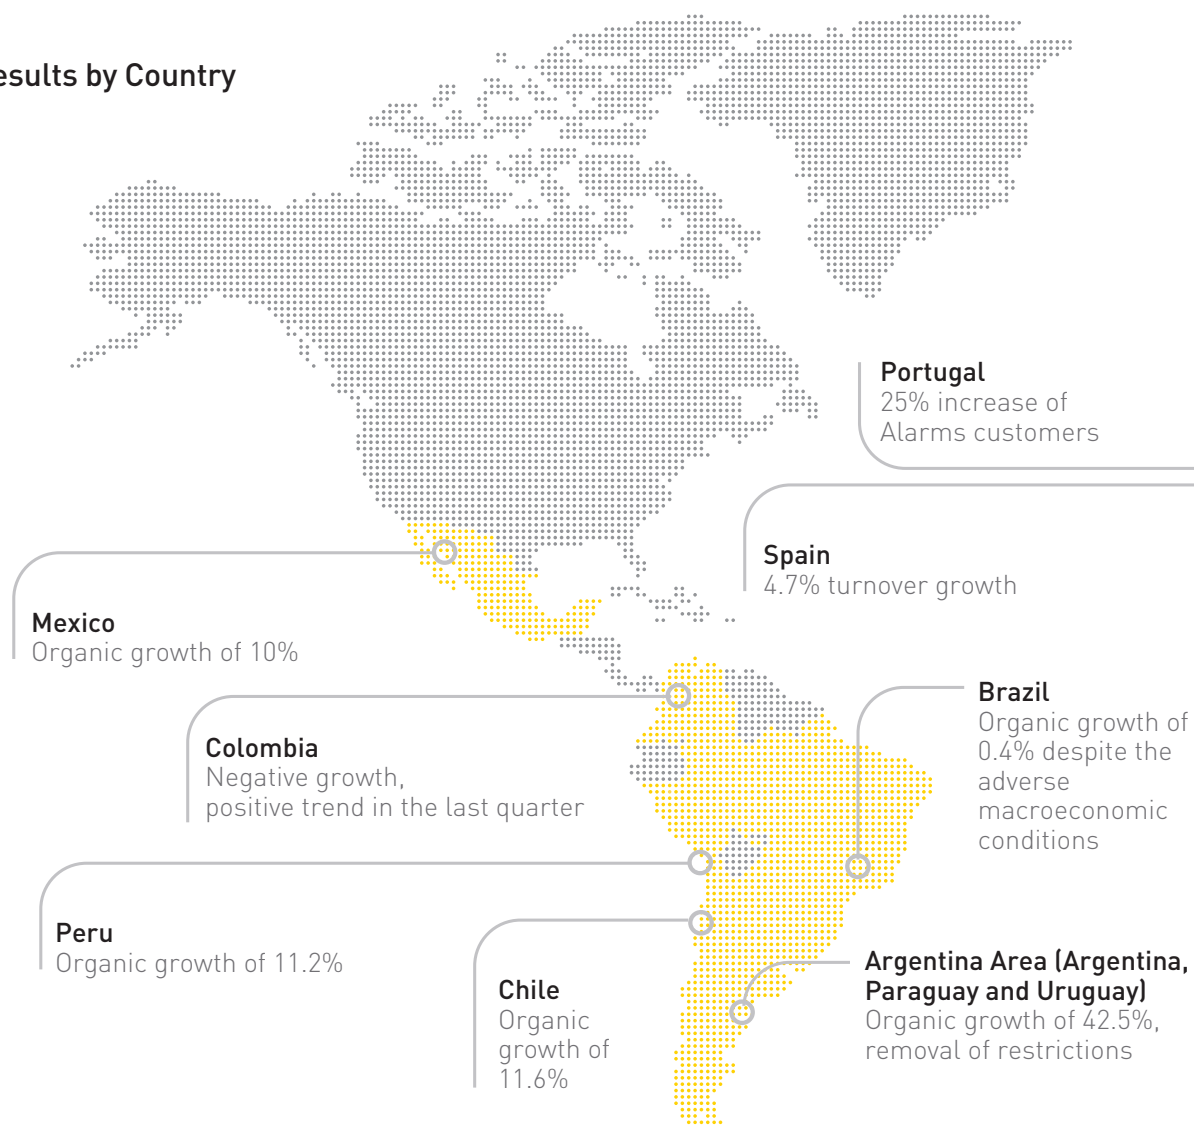 esults by Country
Portugal
25% increase of
Alarms customers
Spain
4.7% turnover growth
Mexico
Organic growth of 10%
Brazil
Organic growth of
0.4% despite the
adverse
macroeconomic
conditions
Colombia
Negative growth,
positive trend in the last quarter
Peru
Organic growth of 11.2%
Chile
Organic
growth of
11.6%
Argentina Area (Argentina,
Paraguay and Uruguay)
Organic growth of 42.5%,
removal of restrictions